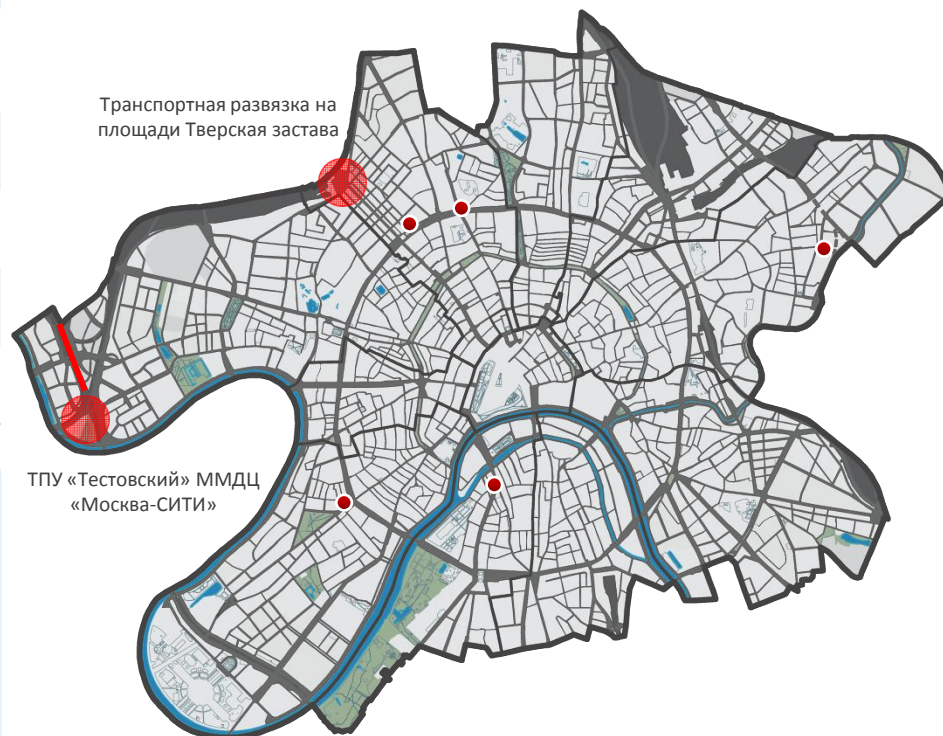 Транспортная развязка на
площади Тверская застава
ТПУ «Тестовский» ММДЦ
«Москва-СИТИ»